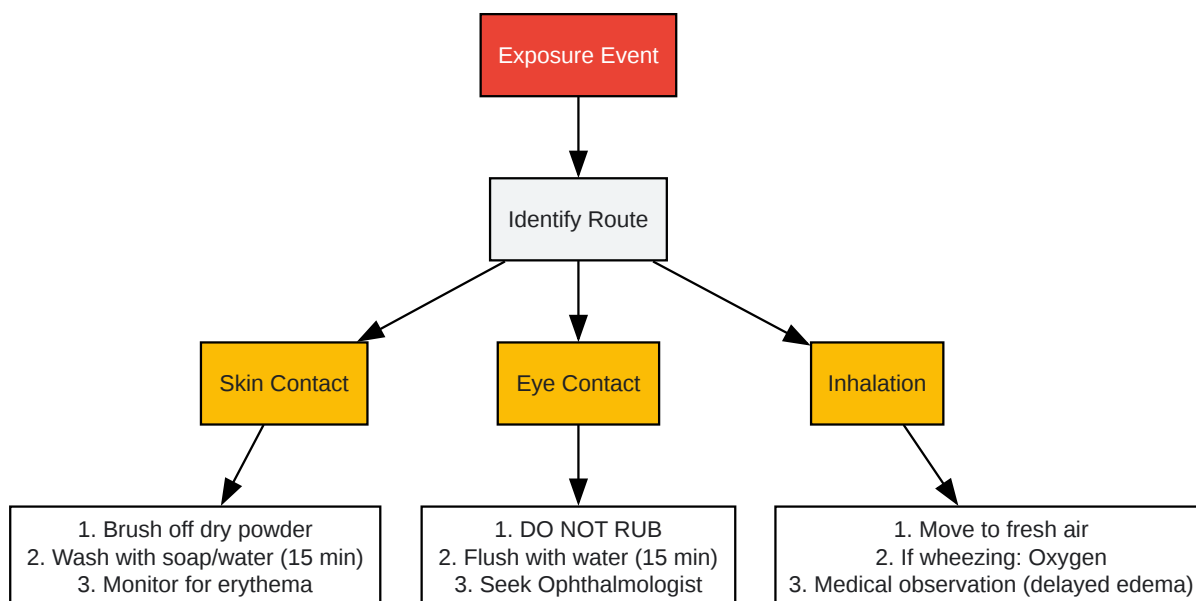 Exposure Event
Identify Route
Skin Contact
Eye Contact
Inhalation
1. Brush off dry powder
2. Wash with soap/water (15 min)
3. Monitor for erythema
1. DO NOT RUB
2. Flush with water (15 min)
3. Seek Ophthalmologist
1. Move to fresh air
2. If wheezing: Oxygen
3. Medical observation (delayed edema)